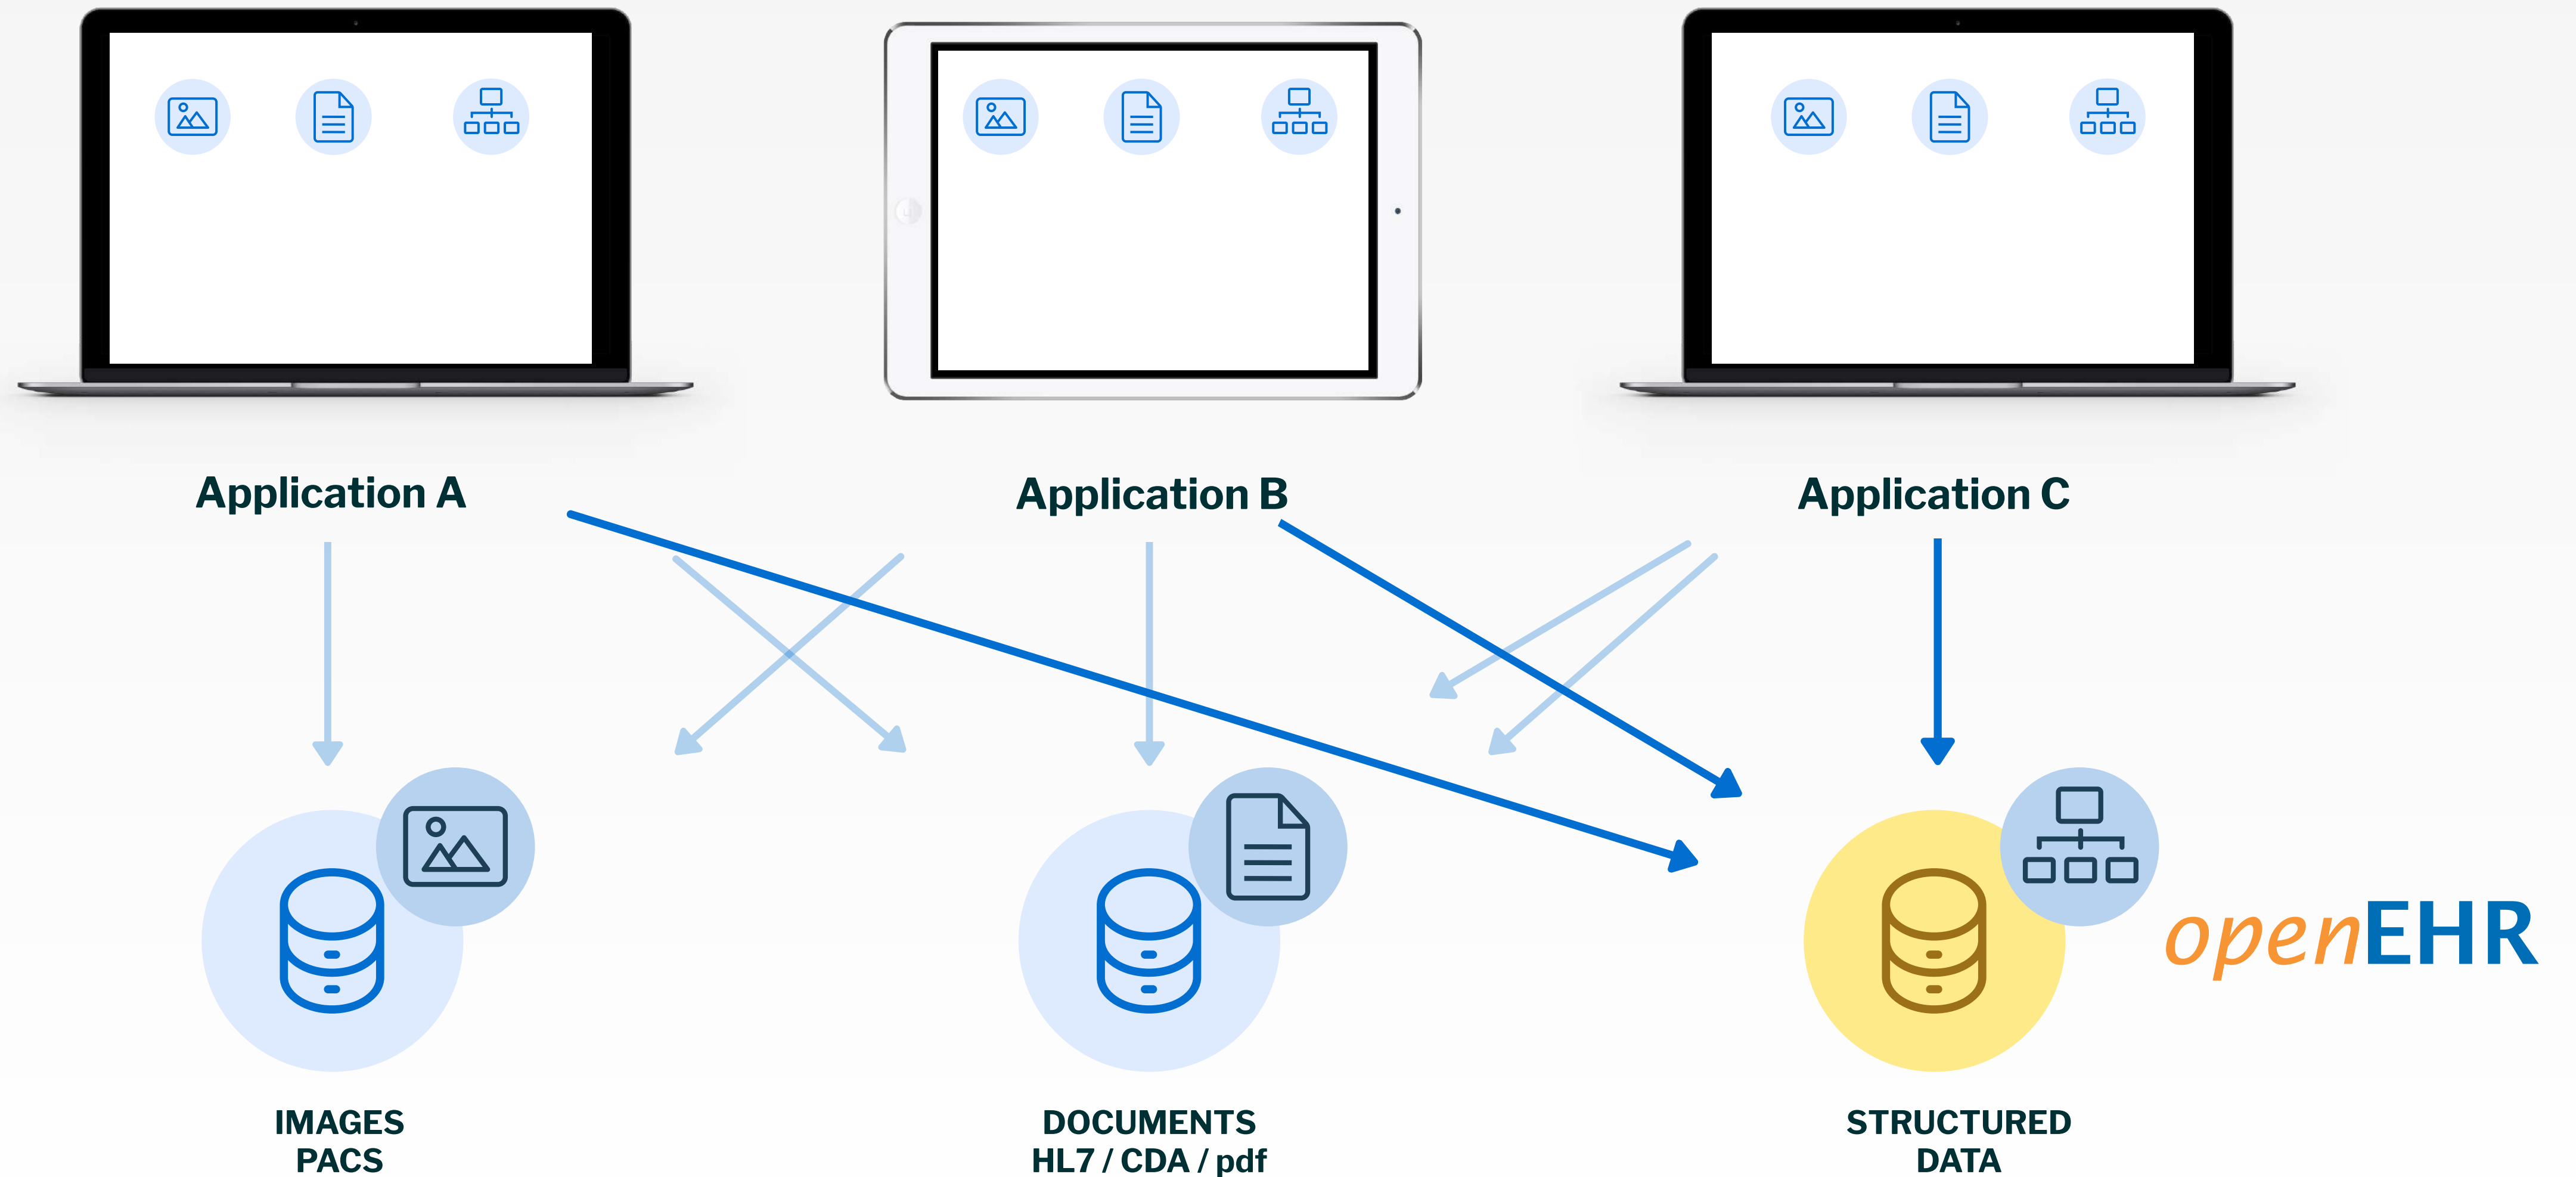 Application A
Application B
Application C
openEHR
IMAGES
PACS
DOCUMENTS
HL7 / CDA / pdf
STRUCTURED
DATA